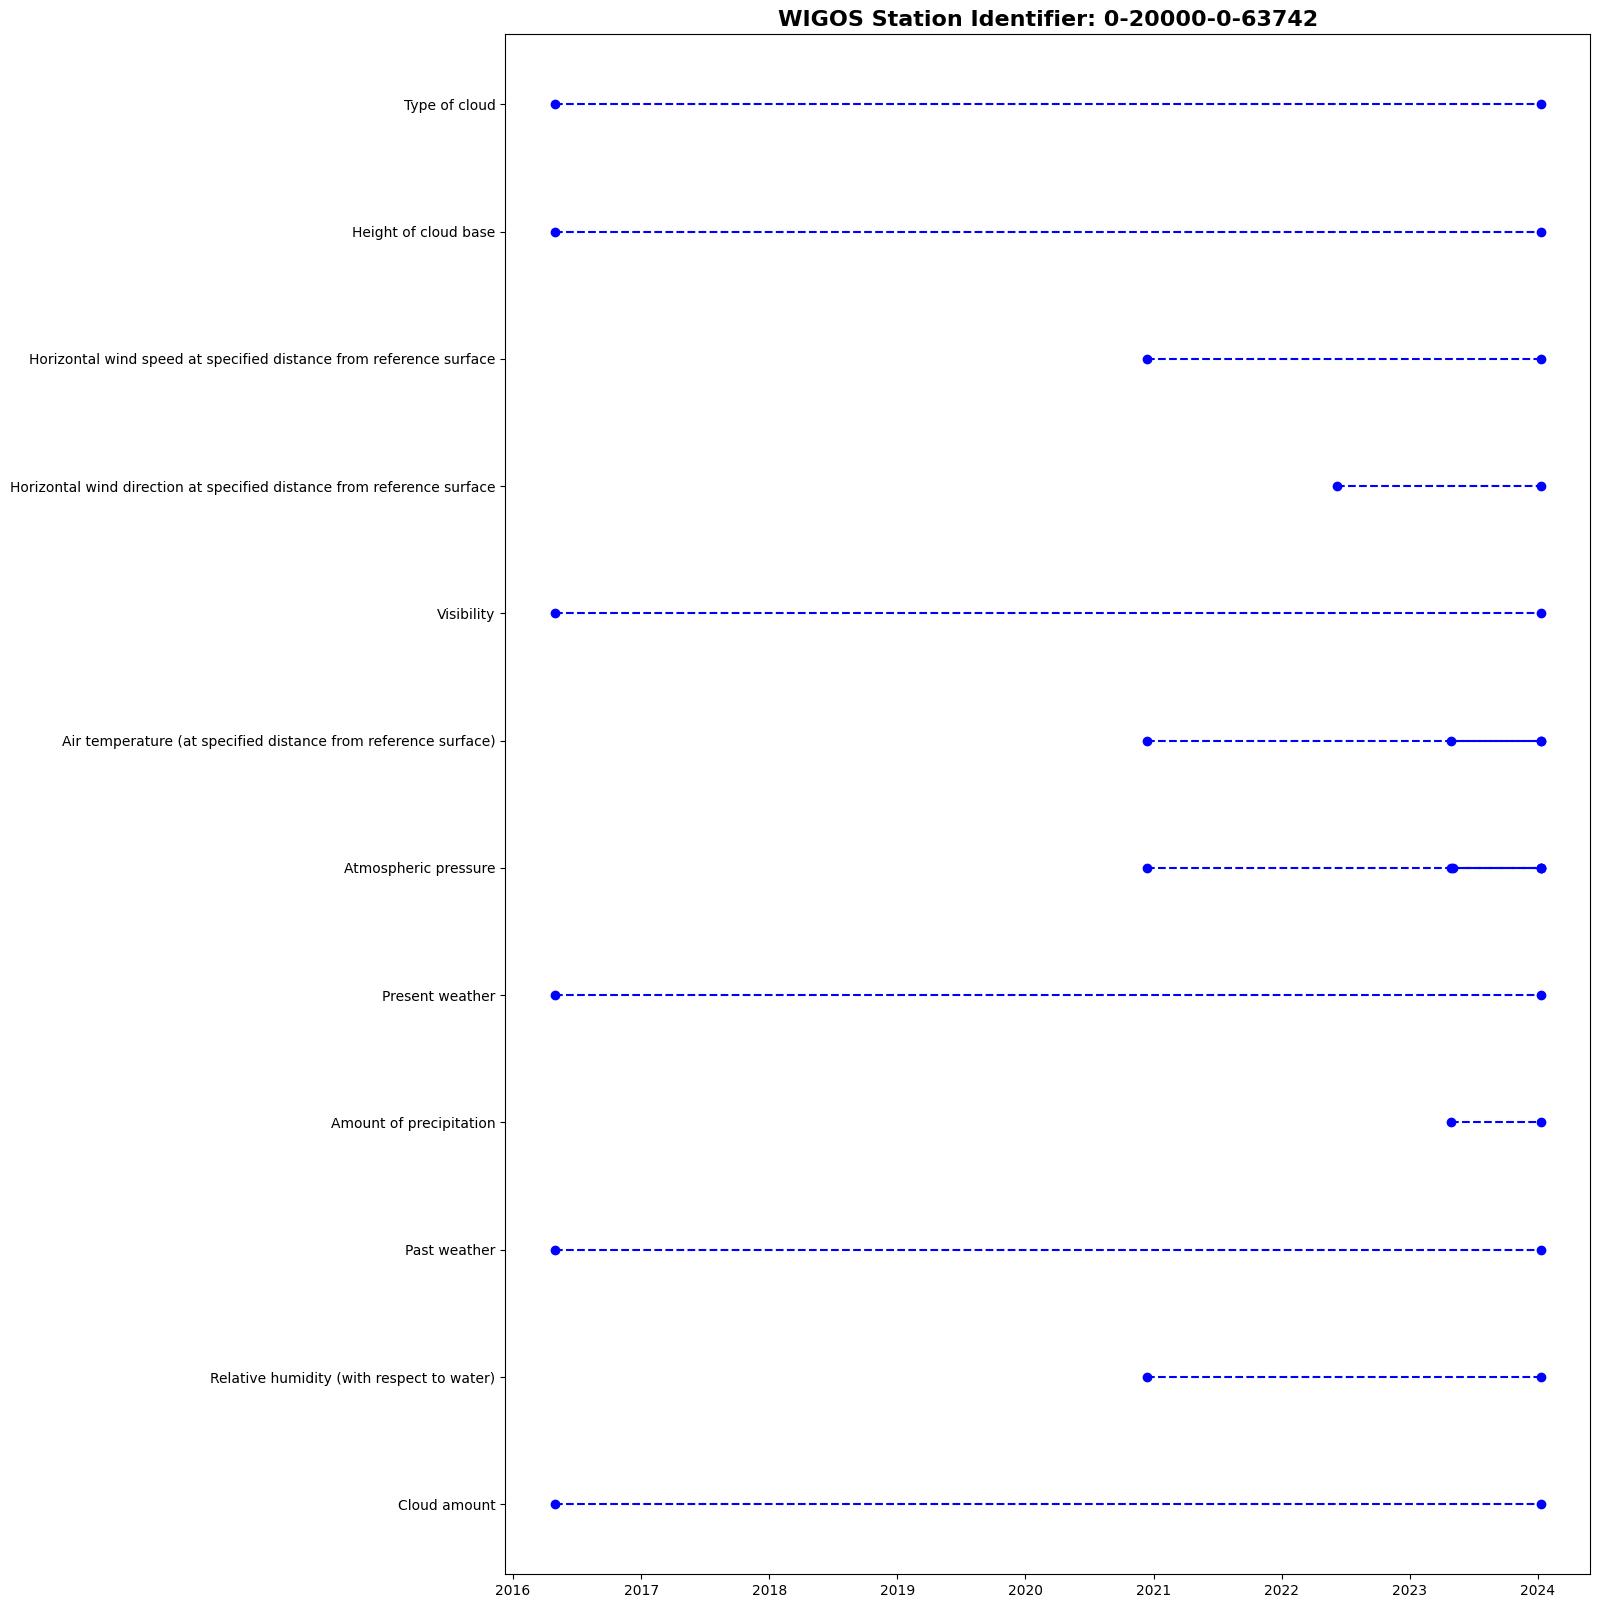 WIGOS Station Identifier: 0-20000-0-63742
Type of cloud
Height of cloud base
Horizontal wind speed at specified distance from reference surface
Horizontal wind direction at specified distance from reference surface
Visibility
Air temperature (at specified distance from reference surface)
Atmospheric pressure
Present weather
Amount of precipitation
Past weather
Relative humidity (with respect to water)
Cloud amount
2016 2017 2018 2019 2020 2021 2022 2023 2024